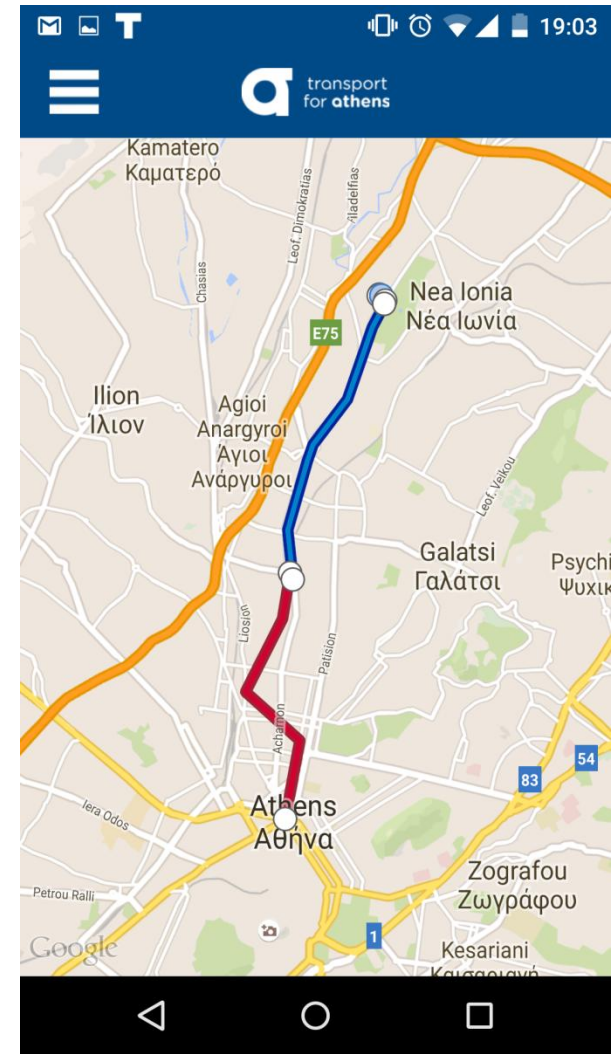 19:03
transport
for athens
Kamatero
Καματερό
Leof. Dimokratias
iladelfias
Chasias
Nea Ionia
Νέα Ιωνία
E75
Ilion
Ίλιον
Agioi
Anargyroi
Άγιοι
Ανάργυροι
Leof. Veikou
Galatsi
Γαλάτσι
Psychi
Ψυχικ
Liosion
Patision
Acharnon
54
83
Athens
Αθήνα
Iera Odos
Zografou
Ζωγράφου
Petrou Ralli
1
Google
Kesariani
Καισαριανή